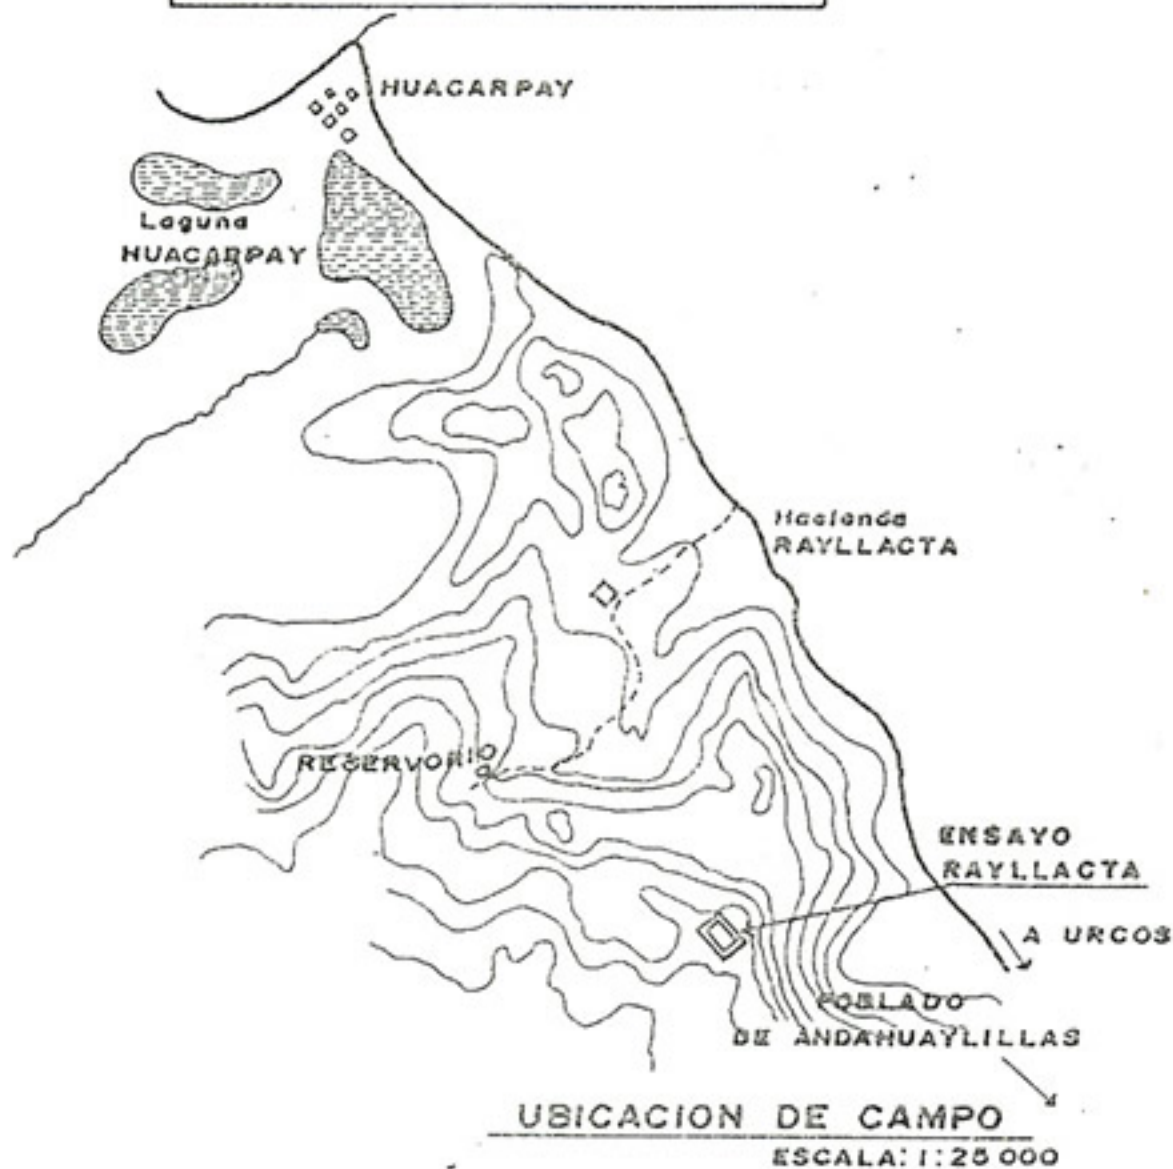 HUACARPAY
Laguna
HUACARPAY
Hacienda
RAYLLACTA
RESERVORIO
ENSAYO
RAYLLACTA
A URCOS
POBLADO
DE ANDAHUAYLILLAS
UBICACION DE CAMPO
ESCALA: 1:25 000